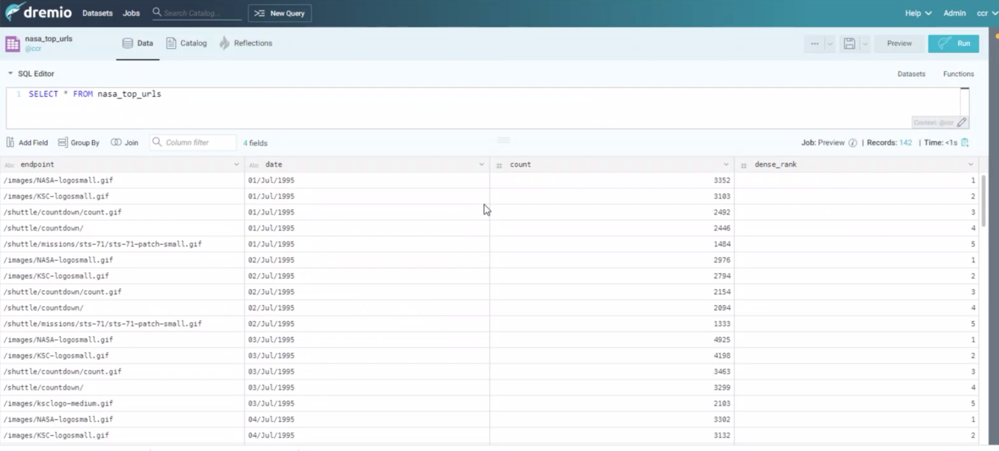 dremio Datasets Jobs Search Catalog... New Query Help Admin ccr
nasa_top_urls
@ccr
Data Catalog Reflections ... Preview Run
SQL Editor Datasets Functions
1 SELECT * FROM nasa_top_urls
Context: @ccr
Add Field Group By Join Column filter 4 fields Job: Preview | Records: 142 | Time: <1s
Abc endpoint Abc date # count # dense_rank
/images/NASA-logosmall.gif 01/Jul/1995 3352 1
/images/KSC-logosmall.gif 01/Jul/1995 3103 2
/shuttle/countdown/count.gif 01/Jul/1995 2492 3
/shuttle/countdown/ 01/Jul/1995 2446 4
/shuttle/missions/sts-71/sts-71-patch-small.gif 01/Jul/1995 1484 5
/images/NASA-logosmall.gif 02/Jul/1995 2976 1
/images/KSC-logosmall.gif 02/Jul/1995 2794 2
/shuttle/countdown/count.gif 02/Jul/1995 2154 3
/shuttle/countdown/ 02/Jul/1995 2094 4
/shuttle/missions/sts-71/sts-71-patch-small.gif 02/Jul/1995 1333 5
/images/NASA-logosmall.gif 03/Jul/1995 4925 1
/images/KSC-logosmall.gif 03/Jul/1995 4198 2
/shuttle/countdown/count.gif 03/Jul/1995 3463 3
/shuttle/countdown/ 03/Jul/1995 3299 4
/images/ksclogo-medium.gif 03/Jul/1995 2103 5
/images/NASA-logosmall.gif 04/Jul/1995 3302 1
/images/KSC-logosmall.gif 04/Jul/1995 3132 2